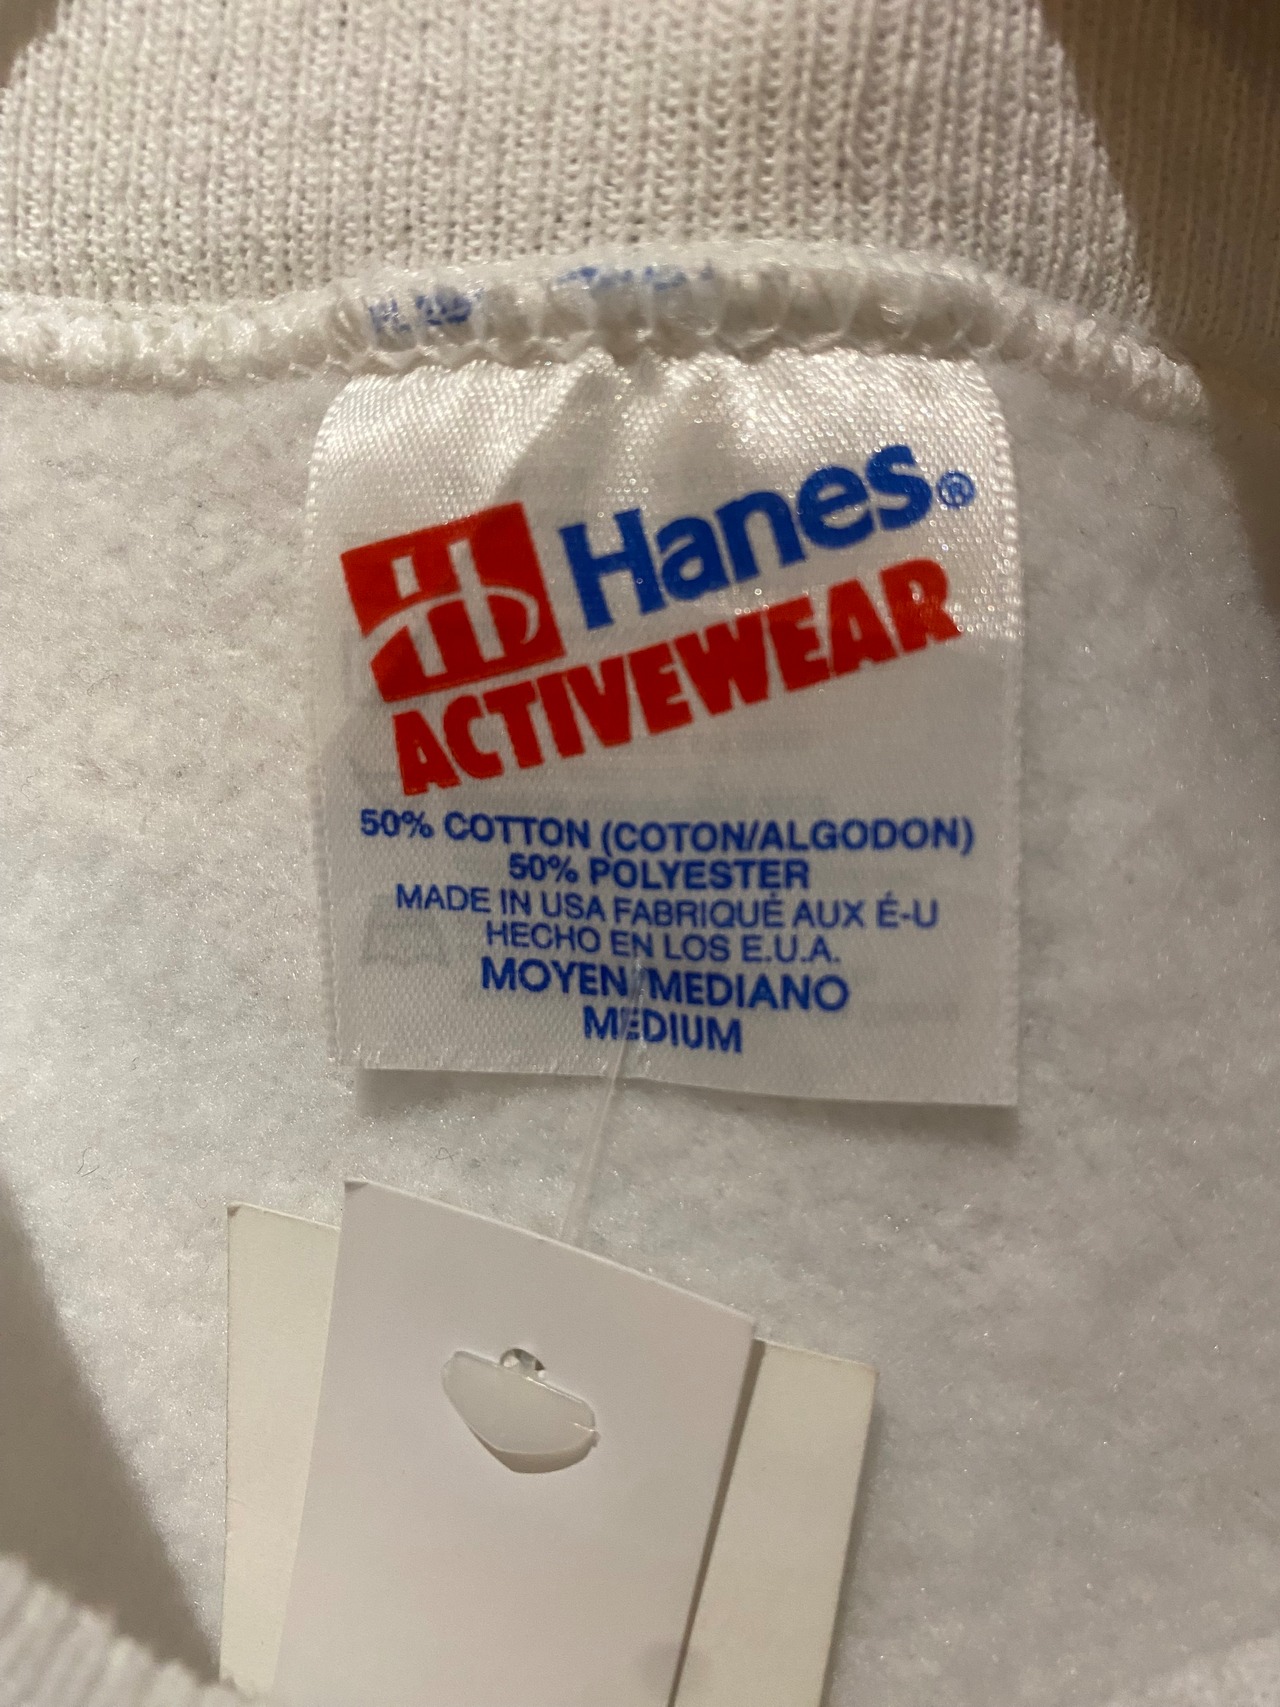 Hanes®
ACTIVEWEAR
50% COTTON (COTON/ALGODON)
50% POLYESTER
MADE IN USA FABRIQUÉ AUX É-U
HECHO EN LOS E.U.A.
MOYEN/MEDIANO
MEDIUM